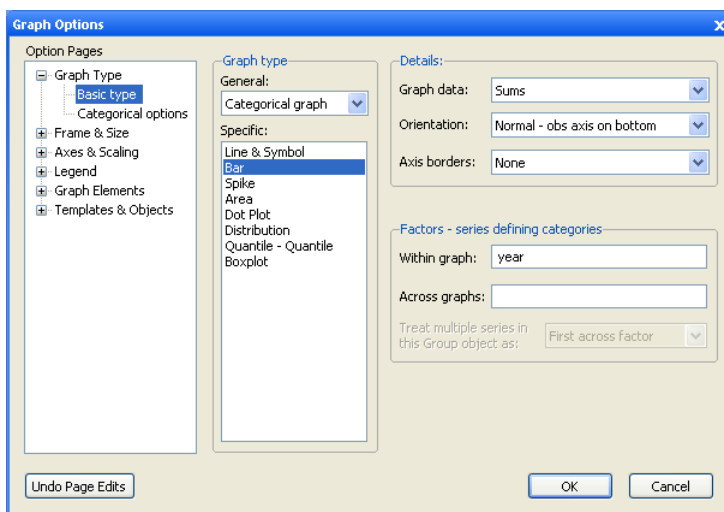 Graph Options
Option Pages
Graph Type
Basic type
Categorical options
Frame & Size
Axes & Scaling
Legend
Graph Elements
Templates & Objects
Graph type
General:
Categorical graph
Specific:
Line & Symbol
Bar
Spike
Area
Dot Plot
Distribution
Quantile - Quantile
Boxplot
Details:
Graph data: Sums
Orientation: Normal - obs axis on bottom
Axis borders: None
Factors - series defining categories
Within graph: year
Across graphs:
Treat multiple series in
this Group object as: First across factor
Undo Page Edits
OK
Cancel